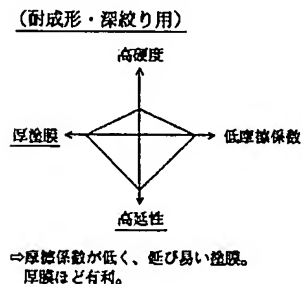 (耐成形・深絞り用)
高硬度
厚塗膜
低摩擦係数
高延性
⇨摩擦係数が低く、延び易い塗膜。
厚膜ほど有利。